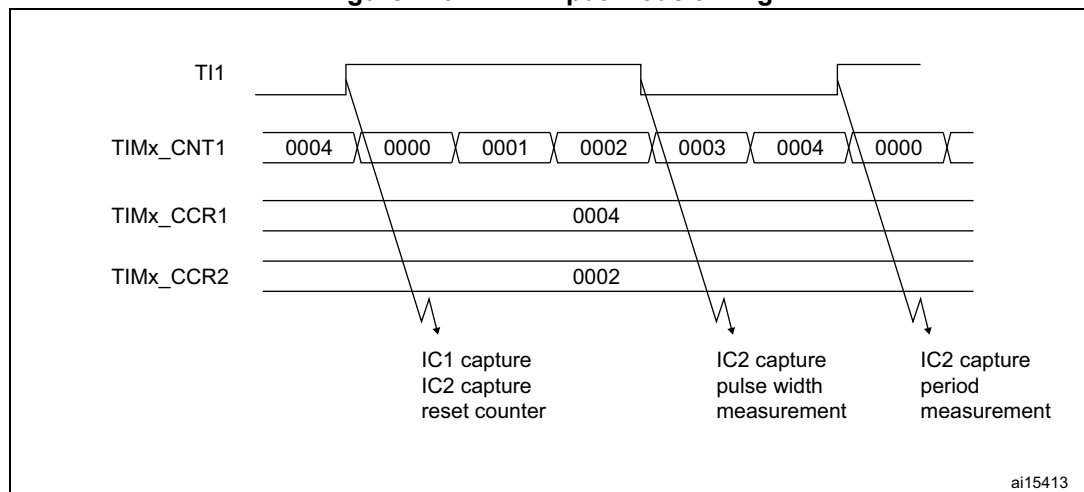 TI1
TIMx_CNT1 0004 0000 0001 0002 0003 0004 0000
TIMx_CCR1 0004
TIMx_CCR2 0002
IC1 capture
IC2 capture
reset counter
IC2 capture
pulse width
measurement
IC2 capture
period
measurement
ai15413